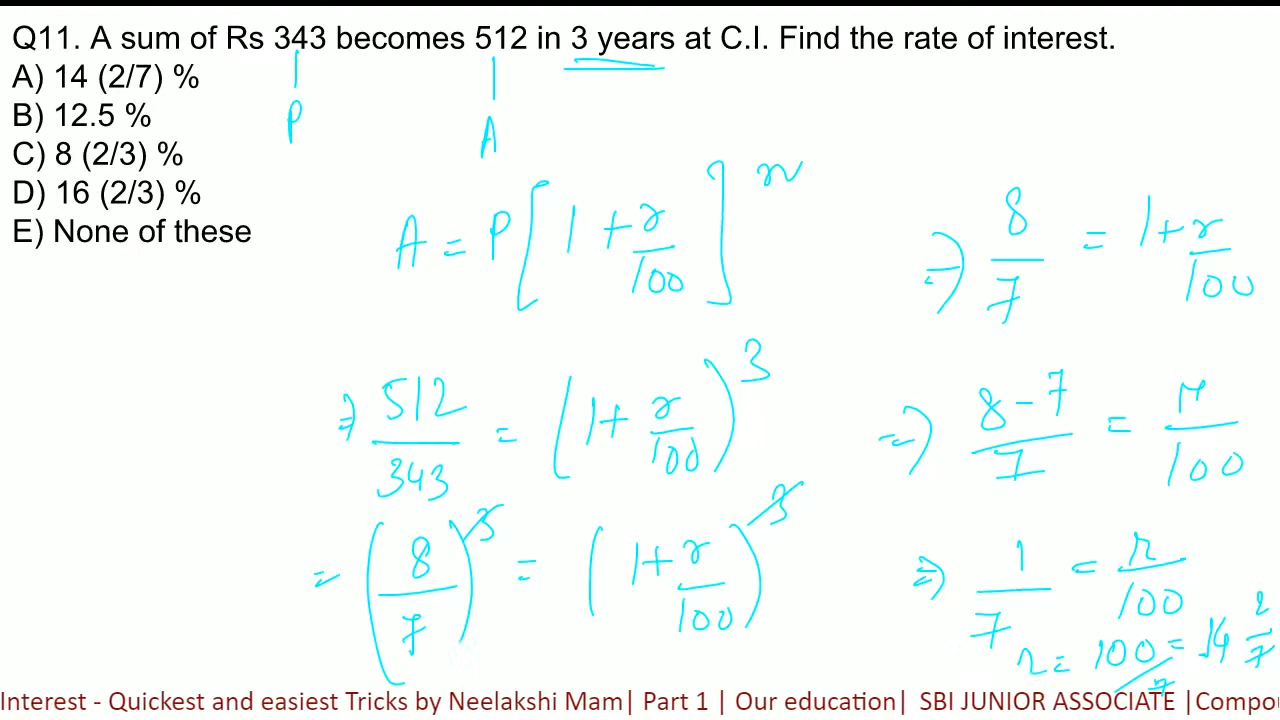 Q11. A sum of Rs 343 becomes 512 in 3 years at C.I. Find the rate of interest.
A) 14 (2/7) %
B) 12.5 %
C) 8 (2/3) %
D) 16 (2/3) %
E) None of these
P
A
A = P[1 + r/100]^n
⇒ 512/343 = (1 + r/100)^3
= (8/7)^3 = (1 + r/100)^3
⇒ 8/7 = 1 + r/100
⇒ 8 - 7/7 = r/100
⇒ 1/7 = r/100
r = 100/7 = 14 2/7
Interest - Quickest and easiest Tricks by Neelakshi Mam| Part 1 | Our education| SBI JUNIOR ASSOCIATE |Compo